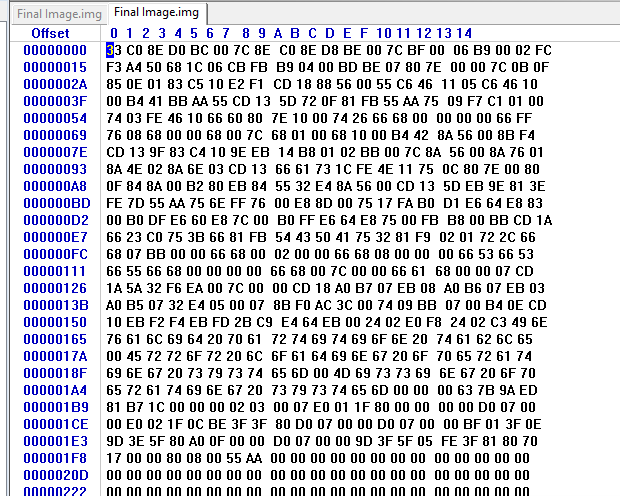 Final Image.img Final Image.img
Offset 0 1 2 3 4 5 6 7 8 9 A B C D E F 10 11 12 13 14
00000000 33 C0 8E D0 BC 00 7C 8E C0 8E D8 BE 00 7C BF 00 06 B9 00 02 FC
00000015 F3 A4 50 68 1C 06 CB FB B9 04 00 BD BE 07 80 7E 00 00 7C 0B 0F
0000002A 85 0E 01 83 C5 10 E2 F1 CD 18 88 56 00 55 C6 46 11 05 C6 46 10
0000003F 00 B4 41 BB AA 55 CD 13 5D 72 0F 81 FB 55 AA 75 09 F7 C1 01 00
00000054 74 03 FE 46 10 66 60 80 7E 10 00 74 26 66 68 00 00 00 00 66 FF
00000069 76 08 68 00 00 68 00 7C 68 01 00 68 10 00 B4 42 8A 56 00 8B F4
0000007E CD 13 9F 83 C4 10 9E EB 14 B8 01 02 BB 00 7C 8A 56 00 8A 76 01
00000093 8A 4E 02 8A 6E 03 CD 13 66 61 73 1C FE 4E 11 75 0C 80 7E 00 80
000000A8 0F 84 8A 00 B2 80 EB 84 55 32 E4 8A 56 00 CD 13 5D EB 9E 81 3E
000000BD FE 7D 55 AA 75 6E FF 76 00 E8 8D 00 75 17 FA B0 D1 E6 64 E8 83
000000D2 00 B0 DF E6 60 E8 7C 00 B0 FF E6 64 E8 75 00 FB B8 00 BB CD 1A
000000E7 66 23 C0 75 3B 66 81 FB 54 43 50 41 75 32 81 F9 02 01 72 2C 66
000000FC 68 07 BB 00 00 66 68 00 02 00 00 66 68 08 00 00 00 66 53 66 53
00000111 66 55 66 68 00 00 00 00 66 68 00 7C 00 00 66 61 68 00 00 07 CD
00000126 1A 5A 32 F6 EA 00 7C 00 00 CD 18 A0 B7 07 EB 08 A0 B6 07 EB 03
0000013B A0 B5 07 32 E4 05 00 07 8B F0 AC 3C 00 74 09 BB 07 00 B4 0E CD
00000150 10 EB F2 F4 EB FD 2B C9 E4 64 EB 00 24 02 E0 F8 24 02 C3 49 6E
00000165 76 61 6C 69 64 20 70 61 72 74 69 74 69 6F 6E 20 74 61 62 6C 65
0000017A 00 45 72 72 6F 72 20 6C 6F 61 64 69 6E 67 20 6F 70 65 72 61 74
0000018F 69 6E 67 20 73 79 73 74 65 6D 00 4D 69 73 73 69 6E 67 20 6F 70
000001A4 65 72 61 74 69 6E 67 20 73 79 73 74 65 6D 00 00 00 63 7B 9A ED
000001B9 81 B7 1C 00 00 00 02 03 00 07 E0 01 1F 80 00 00 00 D0 07 00
000001CE 00 E0 02 1F 0C BE 3F 3F 80 D0 07 00 00 D0 07 00 00 BF 01 3F 0E
000001E3 9D 3E 5F 80 A0 0F 00 00 D0 07 00 00 9D 3F 5F 05 FE 3F 81 80 70
000001F8 17 00 00 80 08 00 55 AA 00 00 00 00 00 00 00 00 00 00 00 00 00
0000020D 00 00 00 00 00 00 00 00 00 00 00 00 00 00 00 00 00 00 00 00 00
00000222 00 00 00 00 00 00 00 00 00 00 00 00 00 00 00 00 00 00 00 00 00